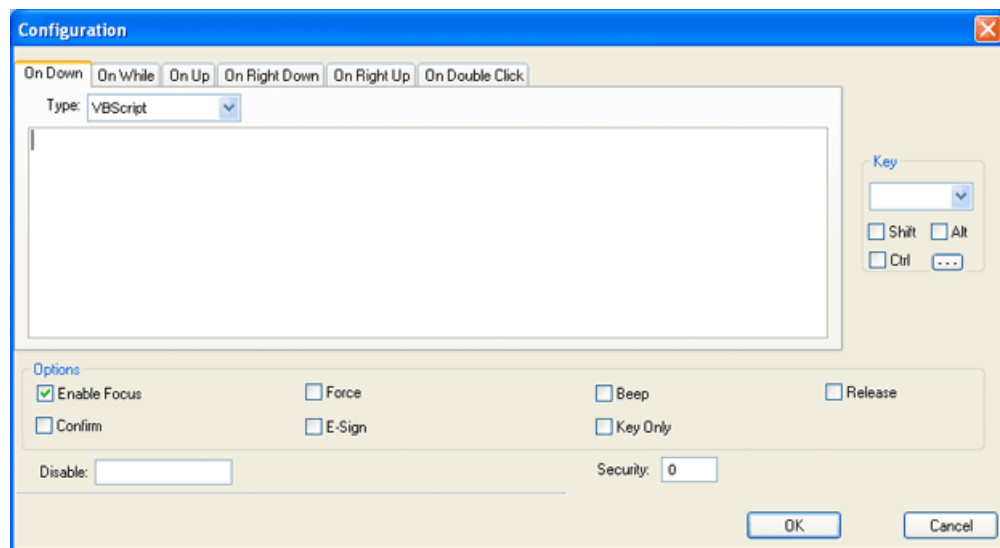 Configuration
On Down On While On Up On Right Down On Right Up On Double Click
Type: VBScript
Key
Shift Alt
Ctrl ...
Options
Enable Focus Force Beep Release
Confirm E-Sign Key Only
Disable: Security: 0
OK Cancel